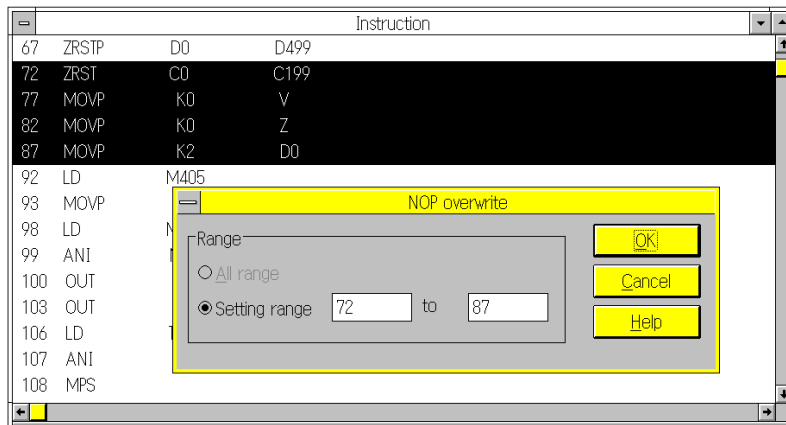 Instruction
67 ZRSTP D0 D499
72 ZRST C0 C199
77 MOVP K0 V
82 MOVP K0 Z
87 MOVP K2 D0
92 LD M405
93 MOVP
98 LD
99 ANI
100 OUT
103 OUT
106 LD
107 ANI
108 MPS
NOP overwrite
Range
All range
Setting range 72 to 87
OK
Cancel
Help